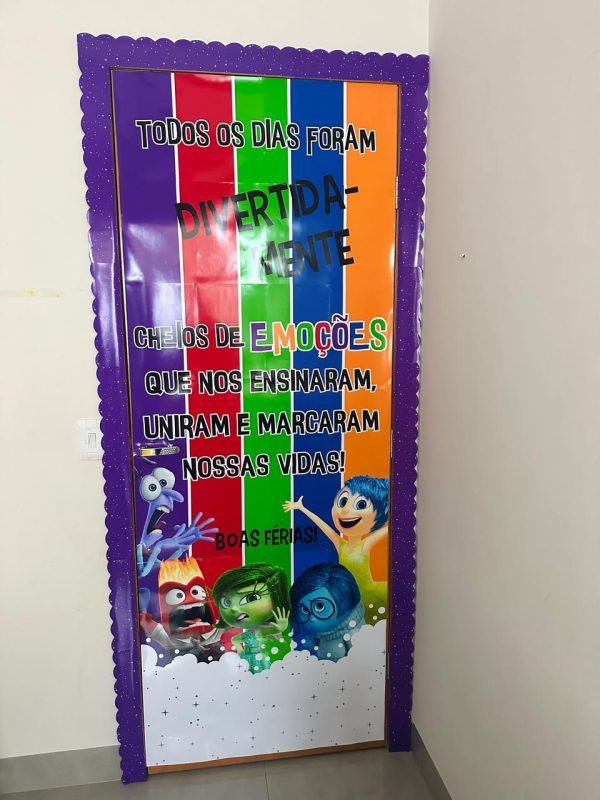 TODOS OS DIAS FORAM
DIVERTIDA-
MENTE
CHEIOS DE EMOÇÕES
QUE NOS ENSINARAM,
UNIRAM E MARCARAM
NOSSAS VIDAS!
BOAS FÉRIAS!